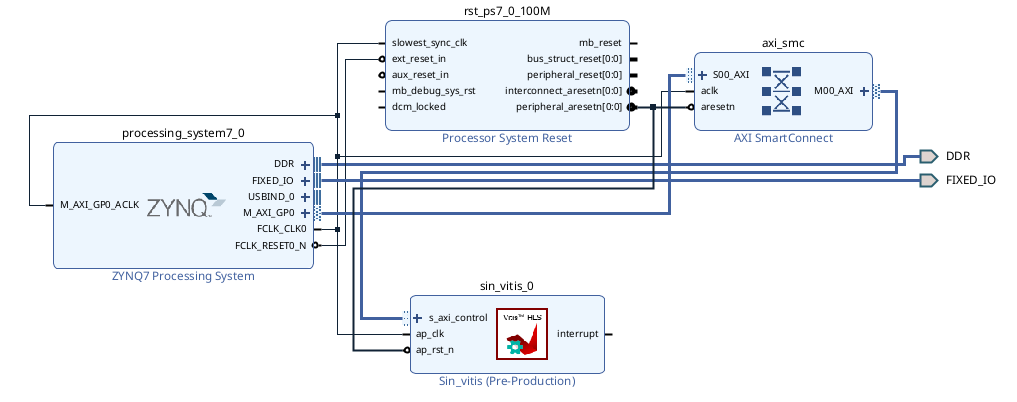 rst_ps7_0_100M
slowest_sync_clk
ext_reset_in
aux_reset_in
mb_debug_sys_rst
dcm_locked
mb_reset
bus_struct_reset[0:0]
peripheral_reset[0:0]
interconnect_aresetn[0:0]
peripheral_aresetn[0:0]
Processor System Reset
axi_smc
S00_AXI
aclk
aresetn
M00_AXI
AXI SmartConnect
processing_system7_0
M_AXI_GP0_ACLK
ZYNQ
DDR
FIXED_IO
USBIND_0
M_AXI_GP0
FCLK_CLK0
FCLK_RESET0_N
ZYNQ7 Processing System
DDR
FIXED_IO
sin_vitis_0
s_axi_control
ap_clk
ap_rst_n
Vitis™ HLS
interrupt
Sin_vitis (Pre-Production)